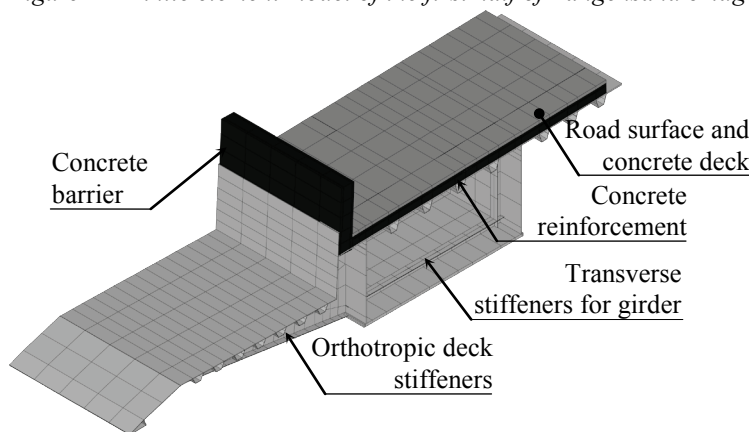 Concrete
barrier
Road surface and
concrete deck
Concrete
reinforcement
Transverse
stiffeners for girder
Orthotropic deck
stiffeners